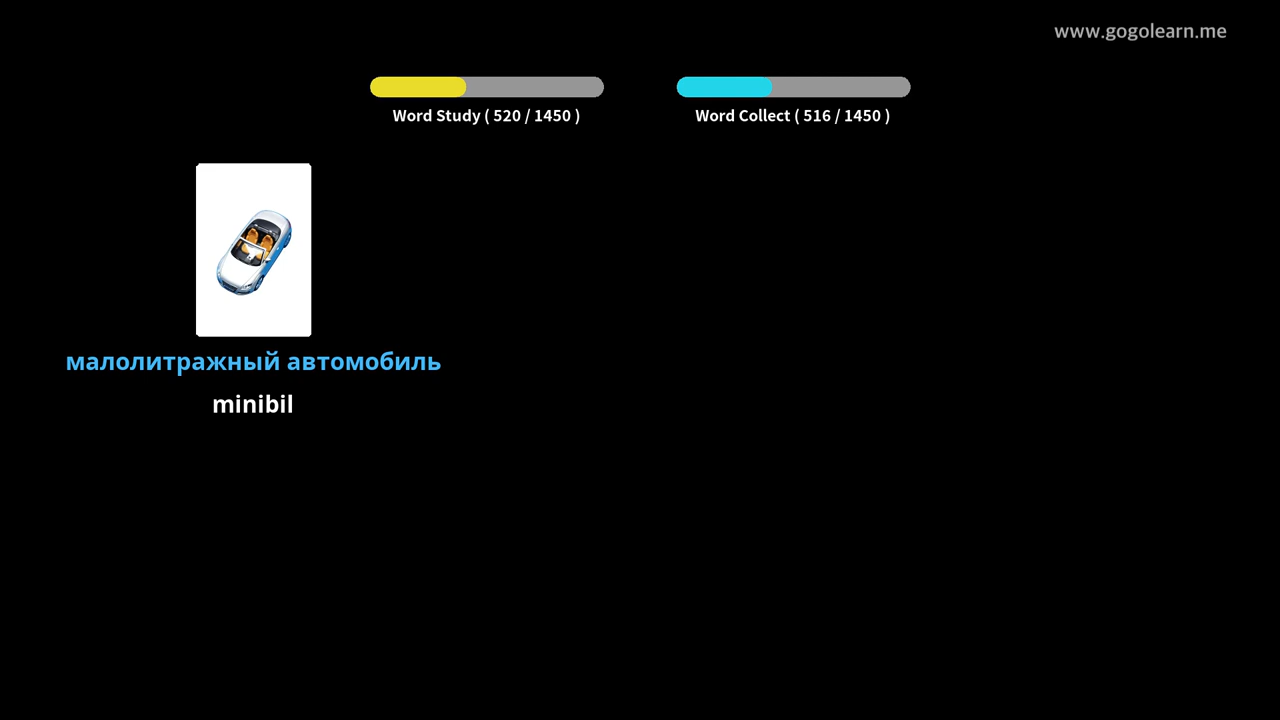 www.gogolearn.me
Word Study ( 520 / 1450 )
Word Collect ( 516 / 1450 )
малолитражный автомобиль
minibil